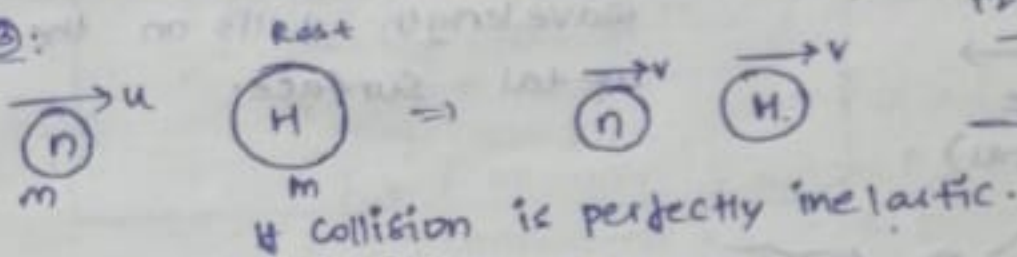 ③:
Rest
u
n
H
⇒
v
n
v
H
m
m
∀ collision is perfectly inelastic.